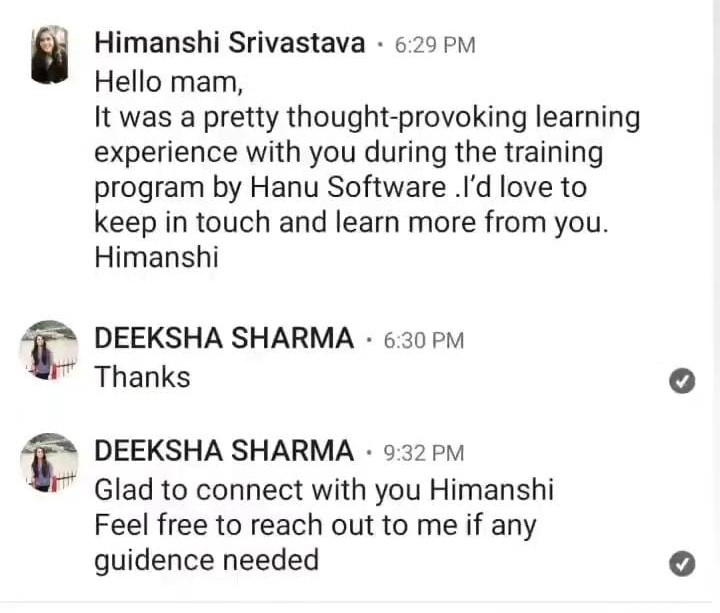 Himanshi Srivastava · 6:29 PM
Hello mam,
It was a pretty thought-provoking learning
experience with you during the training
program by Hanu Software .I'd love to
keep in touch and learn more from you.
Himanshi
DEEKSHA SHARMA · 6:30 PM
Thanks
DEEKSHA SHARMA · 9:32 PM
Glad to connect with you Himanshi
Feel free to reach out to me if any
guidence needed